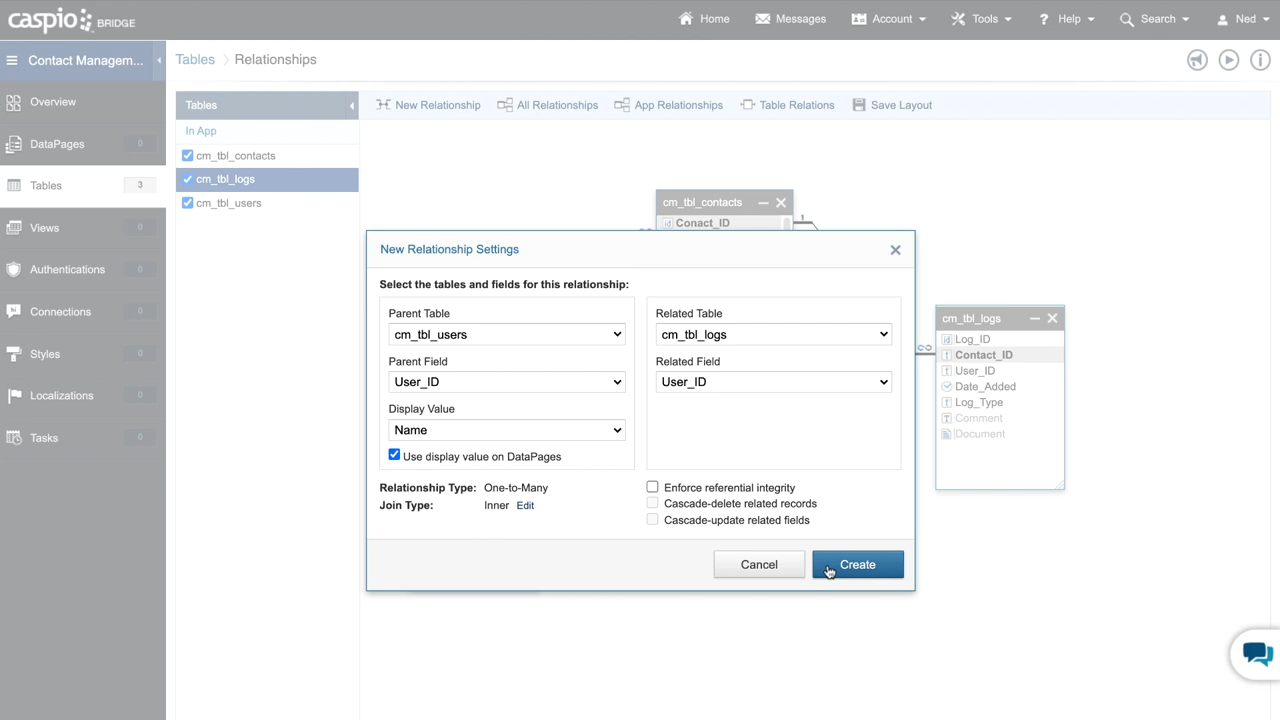 caspio BRIDGE
Home
Messages
Account
Tools
? Help
Search
Ned
Contact Managem...
Tables
Relationships
Overview
DataPages 0
Tables 3
Views 0
Authentications 0
Connections 0
Styles 0
Localizations 0
Tasks 0
Tables
In App
cm_tbl_contacts
cm_tbl_logs
cm_tbl_users
New Relationship
All Relationships
App Relationships
Table Relations
Save Layout
cm_tbl_contacts
Conact_ID
1
New Relationship Settings
Select the tables and fields for this relationship:
Parent Table
cm_tbl_users
Parent Field
User_ID
Display Value
Name
Use display value on DataPages
Related Table
cm_tbl_logs
Related Field
User_ID
Relationship Type: One-to-Many
Join Type: Inner Edit
Enforce referential integrity
Cascade-delete related records
Cascade-update related fields
Cancel
Create
cm_tbl_logs
Log_ID
Contact_ID
User_ID
Date_Added
Log_Type
Comment
Document